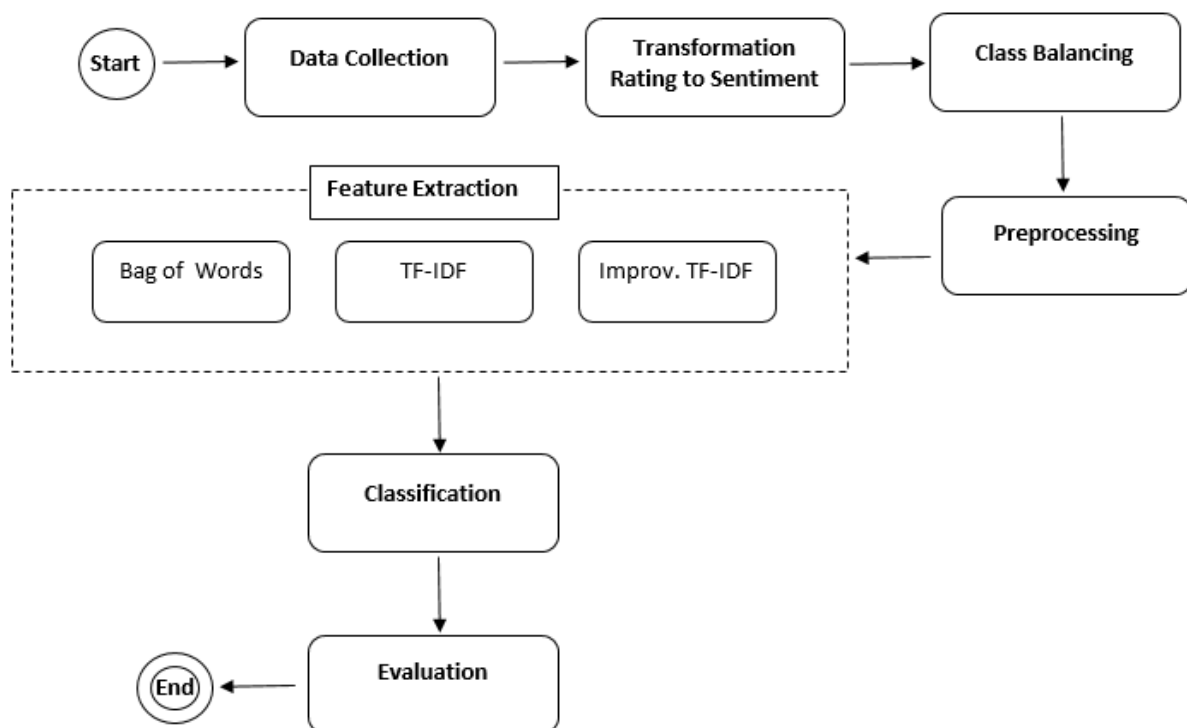 Start
Data Collection
Transformation
Rating to Sentiment
Class Balancing
Preprocessing
Feature Extraction
Bag of Words
TF-IDF
Improv. TF-IDF
Classification
Evaluation
End